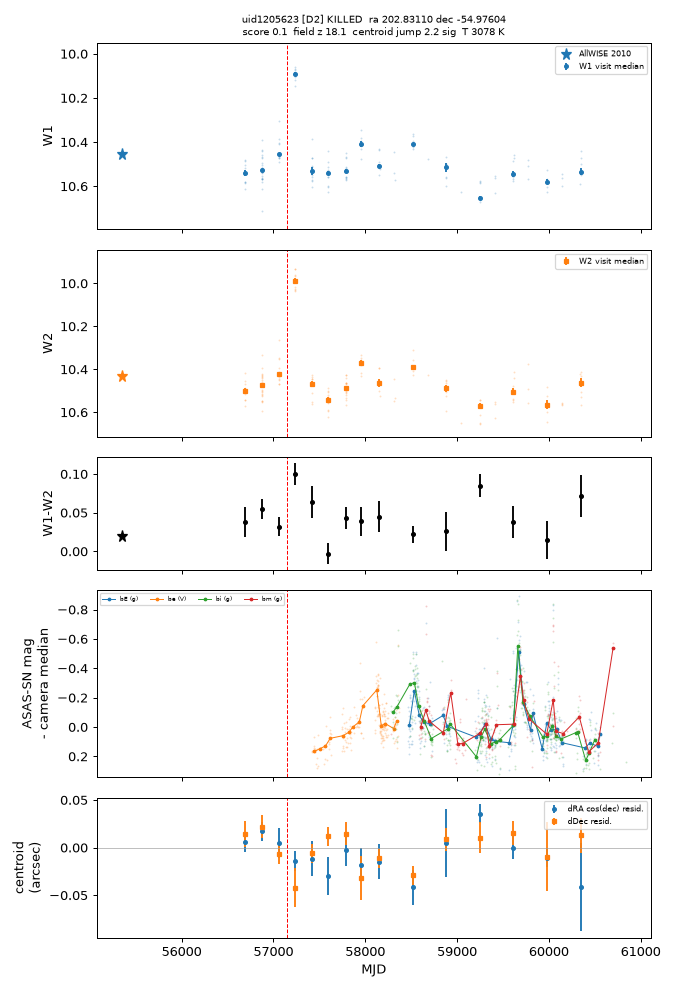 uid1205623 [D2] KILLED  ra 202.83110 dec -54.97604
score 0.1  field z 18.1  centroid jump 2.2 sig  T 3078 K
10.0
10.2
10.4
10.6
W1
AllWISE 2010
W1 visit median
10.0
10.2
10.4
10.6
W2
W2 visit median
0.10
0.05
0.00
W1-W2
−0.8
−0.6
−0.4
−0.2
0.0
0.2
ASAS-SN mag
- camera median
bE (g)
ba (V)
bi (g)
bm (g)
0.05
0.00
−0.05
centroid
(arcsec)
dRA cos(dec) resid.
dDec resid.
56000
57000
58000
59000
60000
61000
MJD